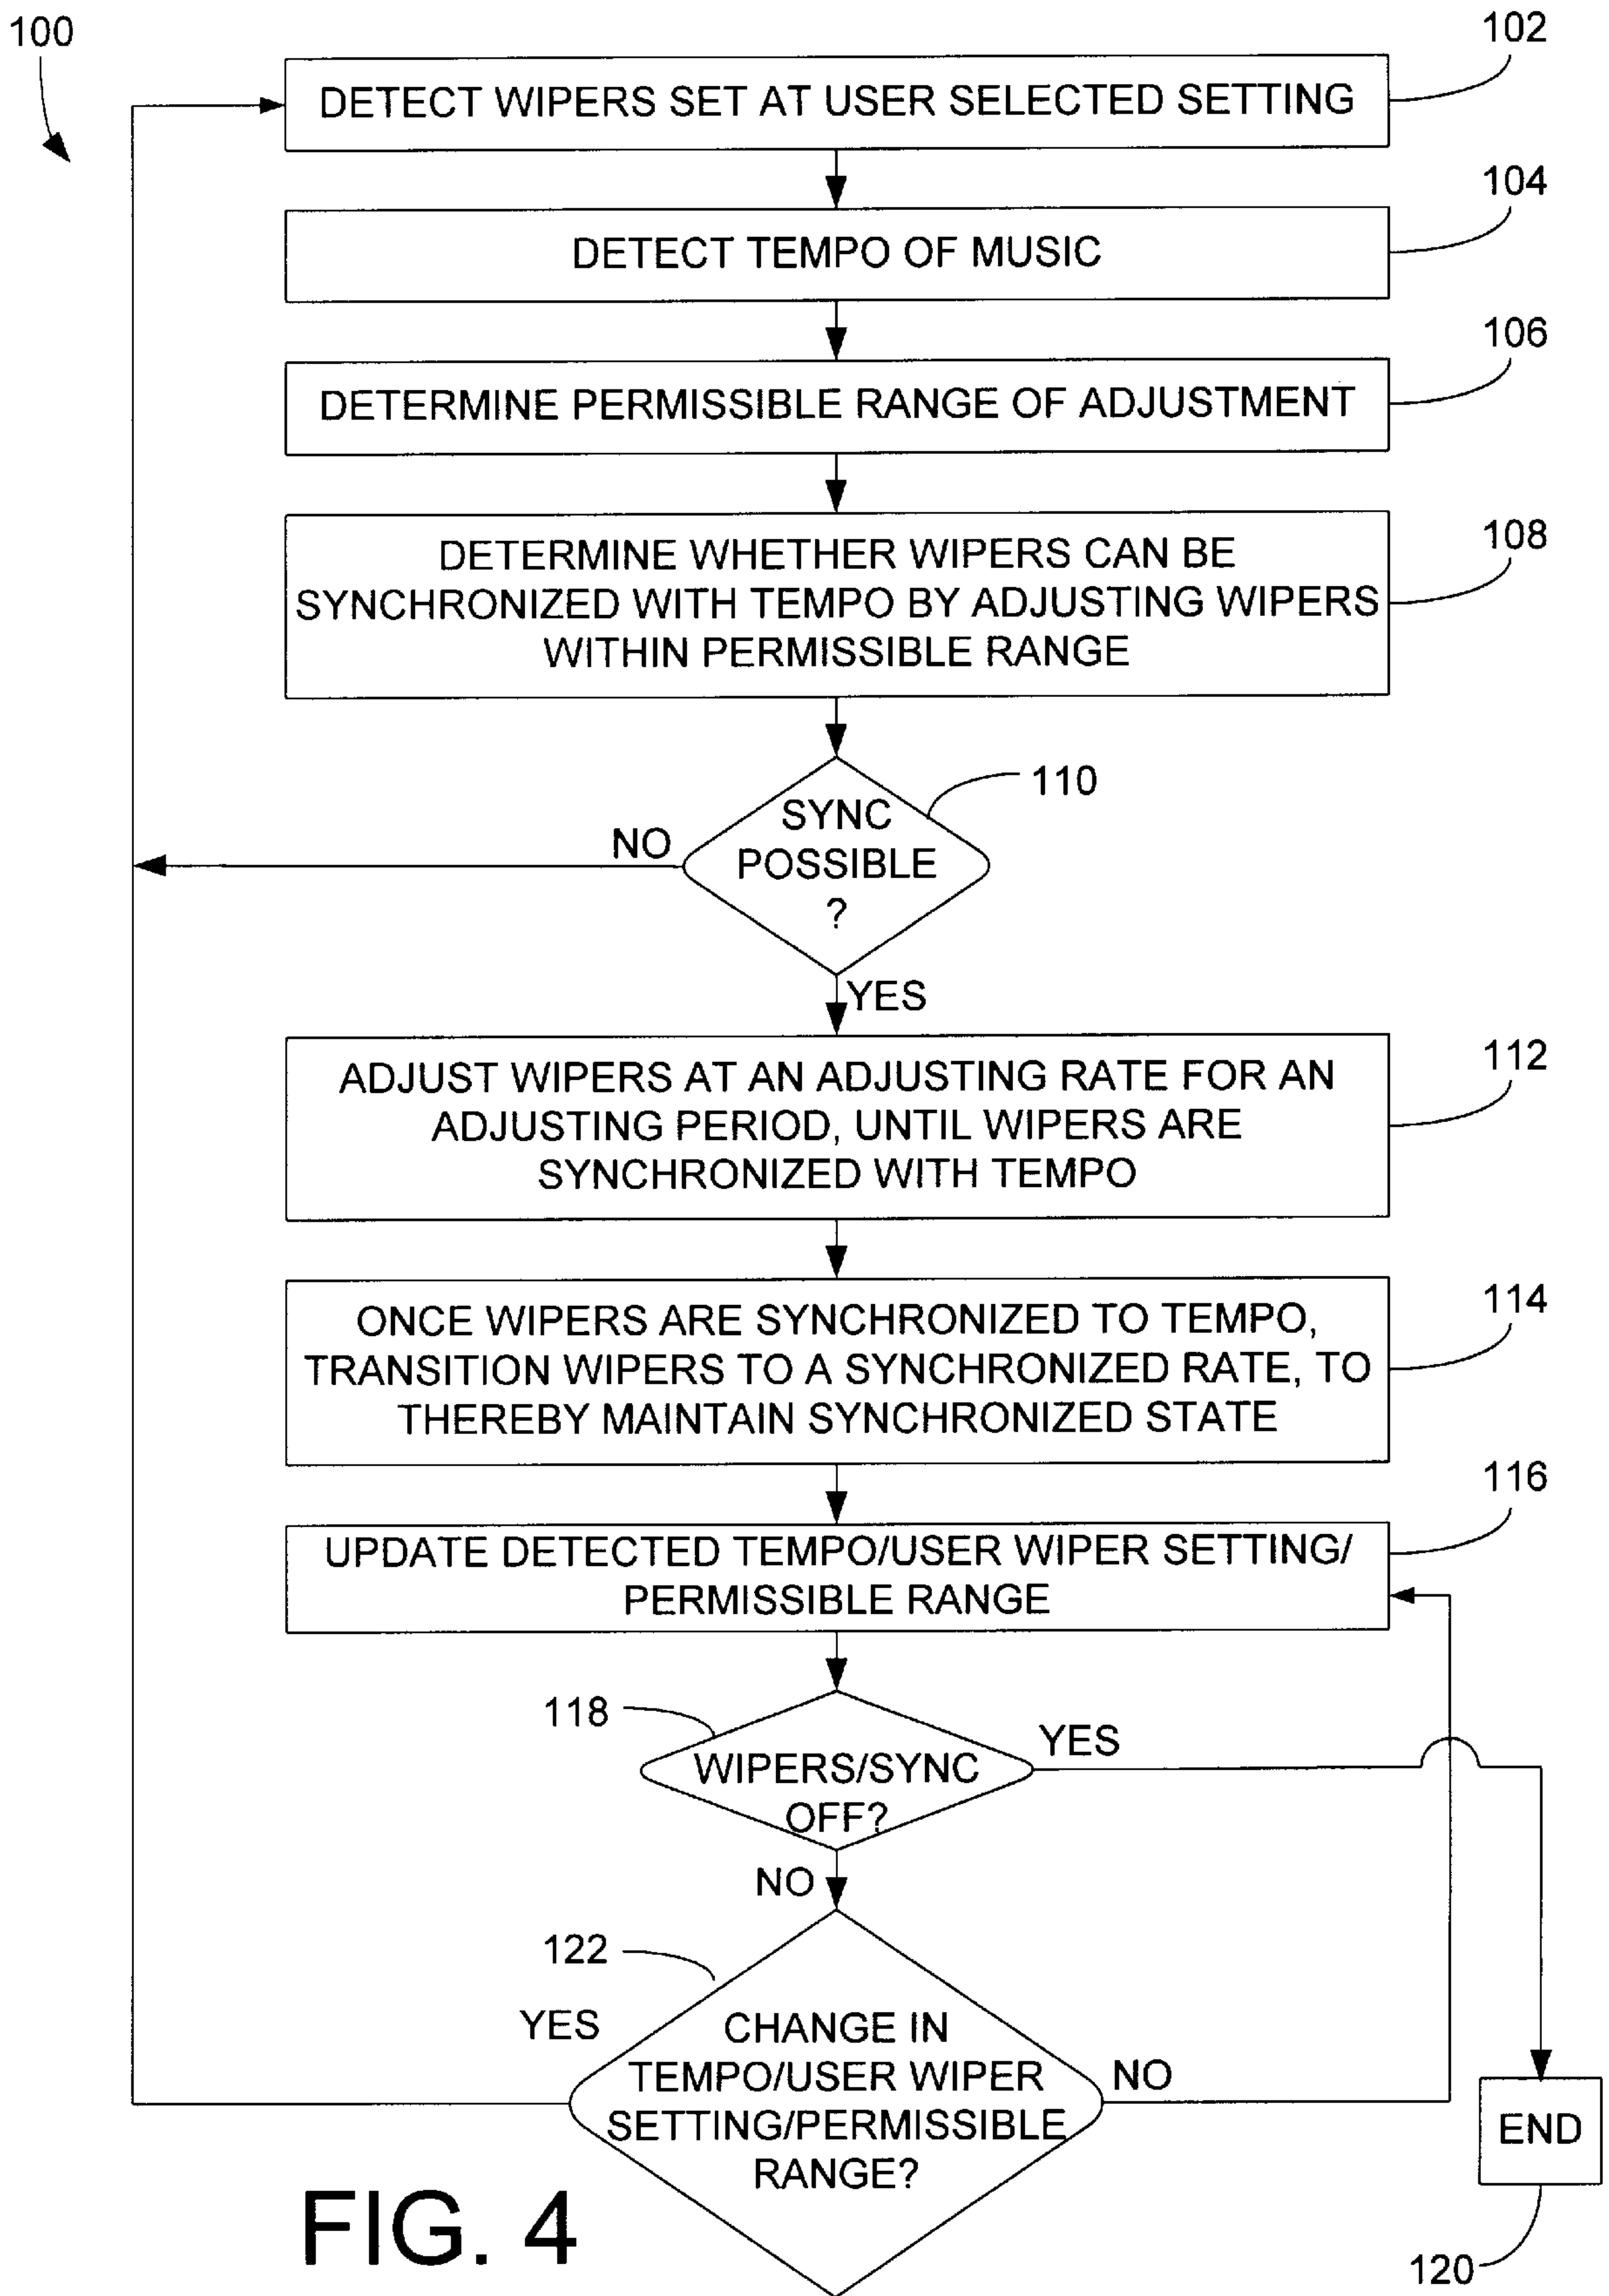 100
102
DETECT WIPERS SET AT USER SELECTED SETTING
104
DETECT TEMPO OF MUSIC
106
DETERMINE PERMISSIBLE RANGE OF ADJUSTMENT
108
DETERMINE WHETHER WIPERS CAN BE
SYNCHRONIZED WITH TEMPO BY ADJUSTING WIPERS
WITHIN PERMISSIBLE RANGE
110
SYNC
POSSIBLE
?
NO
YES
112
ADJUST WIPERS AT AN ADJUSTING RATE FOR AN
ADJUSTING PERIOD, UNTIL WIPERS ARE
SYNCHRONIZED WITH TEMPO
114
ONCE WIPERS ARE SYNCHRONIZED TO TEMPO,
TRANSITION WIPERS TO A SYNCHRONIZED RATE, TO
THEREBY MAINTAIN SYNCHRONIZED STATE
116
UPDATE DETECTED TEMPO/USER WIPER SETTING/
PERMISSIBLE RANGE
118
WIPERS/SYNC
OFF?
YES
NO
122
YES
CHANGE IN
TEMPO/USER WIPER
SETTING/PERMISSIBLE
RANGE?
NO
END
120
FIG. 4